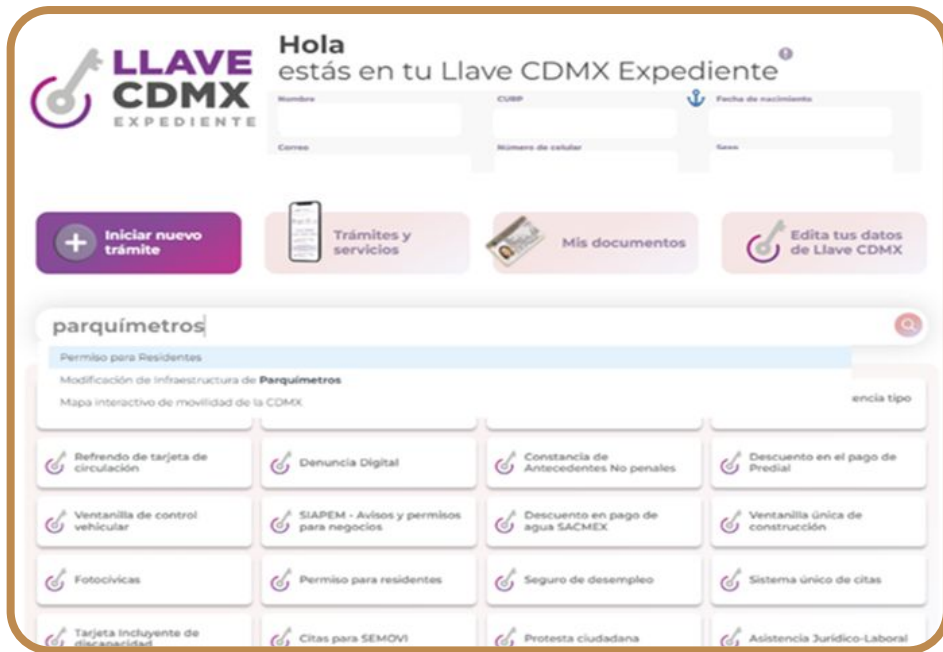 LLAVE
CDMX
EXPEDIENTE
Hola
estás en tu Llave CDMX Expediente
Nombre
CURP
Fecha de nacimiento
Correo
Número de celular
Sexo
Iniciar nuevo
trámite
Trámites y
servicios
Mis documentos
Edita tus datos
de Llave CDMX
parquímetros
Permiso para Residentes
Modificación de Infraestructura de Parquímetros
Mapa interactivo de movilidad de la CDMX
encia tipo
Refrendo de tarjeta de
circulación
Denuncia Digital
Constancia de
Antecedentes No penales
Descuento en el pago de
Predial
Ventanilla de control
vehicular
SIAPEM - Avisos y permisos
para negocios
Descuento en pago de
agua SACMEX
Ventanilla única de
construcción
Fotocívicas
Permiso para residentes
Seguro de desempleo
Sistema único de citas
Tarjeta Incluyente de
discapacidad
Citas para SEMOVI
Protesta ciudadana
Asistencia Jurídico-Laboral